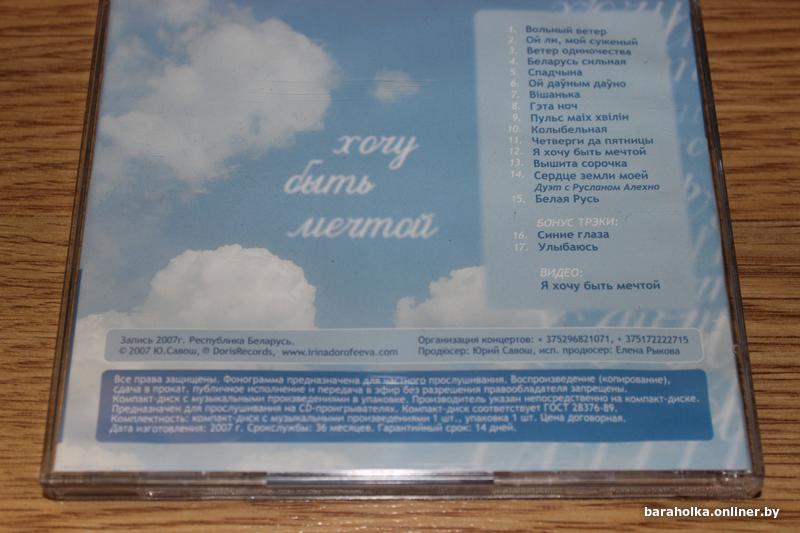 хочу
быть
мечтой
1. Вольный ветер
2. Ой ли, мой суженый
3. Ветер одиночества
4. Беларусь сильная
5. Спадчына
6. Ой даўным даўно
7. Вішанька
8. Гэта ноч
9. Пульс маіх хвілін
10. Колыбельная
11. Четверги да пятницы
12. Я хочу быть мечтой
13. Вышита сорочка
14. Сердце земли моей
Дуэт с Русланом Алехно
15. Белая Русь
БОНУС ТРЭКИ:
16. Синие глаза
17. Улыбаюсь
ВИДЕО:
Я хочу быть мечтой
Запись 2007г. Республика Беларусь.
© 2007 Ю.Савош, ℗ DorisRecords, www.irinadorofeeva.com
Организация концертов: + 375296821071, + 375172222715
Продюсер: Юрий Савош, исп. продюсер: Елена Рыкова
Все права защищены. Фонограмма предназначена для частного прослушивания. Воспроизведение (копирование),
сдача в прокат, публичное исполнение и передача в эфир без разрешения правообладателя запрещены.
Компакт-диск с музыкальными произведениями в упаковке. Производитель указан непосредственно на компакт-диске.
Предназначен для прослушивания на CD-проигрывателях. Компакт-диск соответствует ГОСТ 28376-89.
Комплектность: компакт-диск с музыкальными произведениями 1 шт., упаковка 1 шт. Цена договорная.
Дата изготовления: 2007 г. Срокслужбы: 36 месяцев. Гарантийный срок: 14 дней.
baraholka.onliner.by